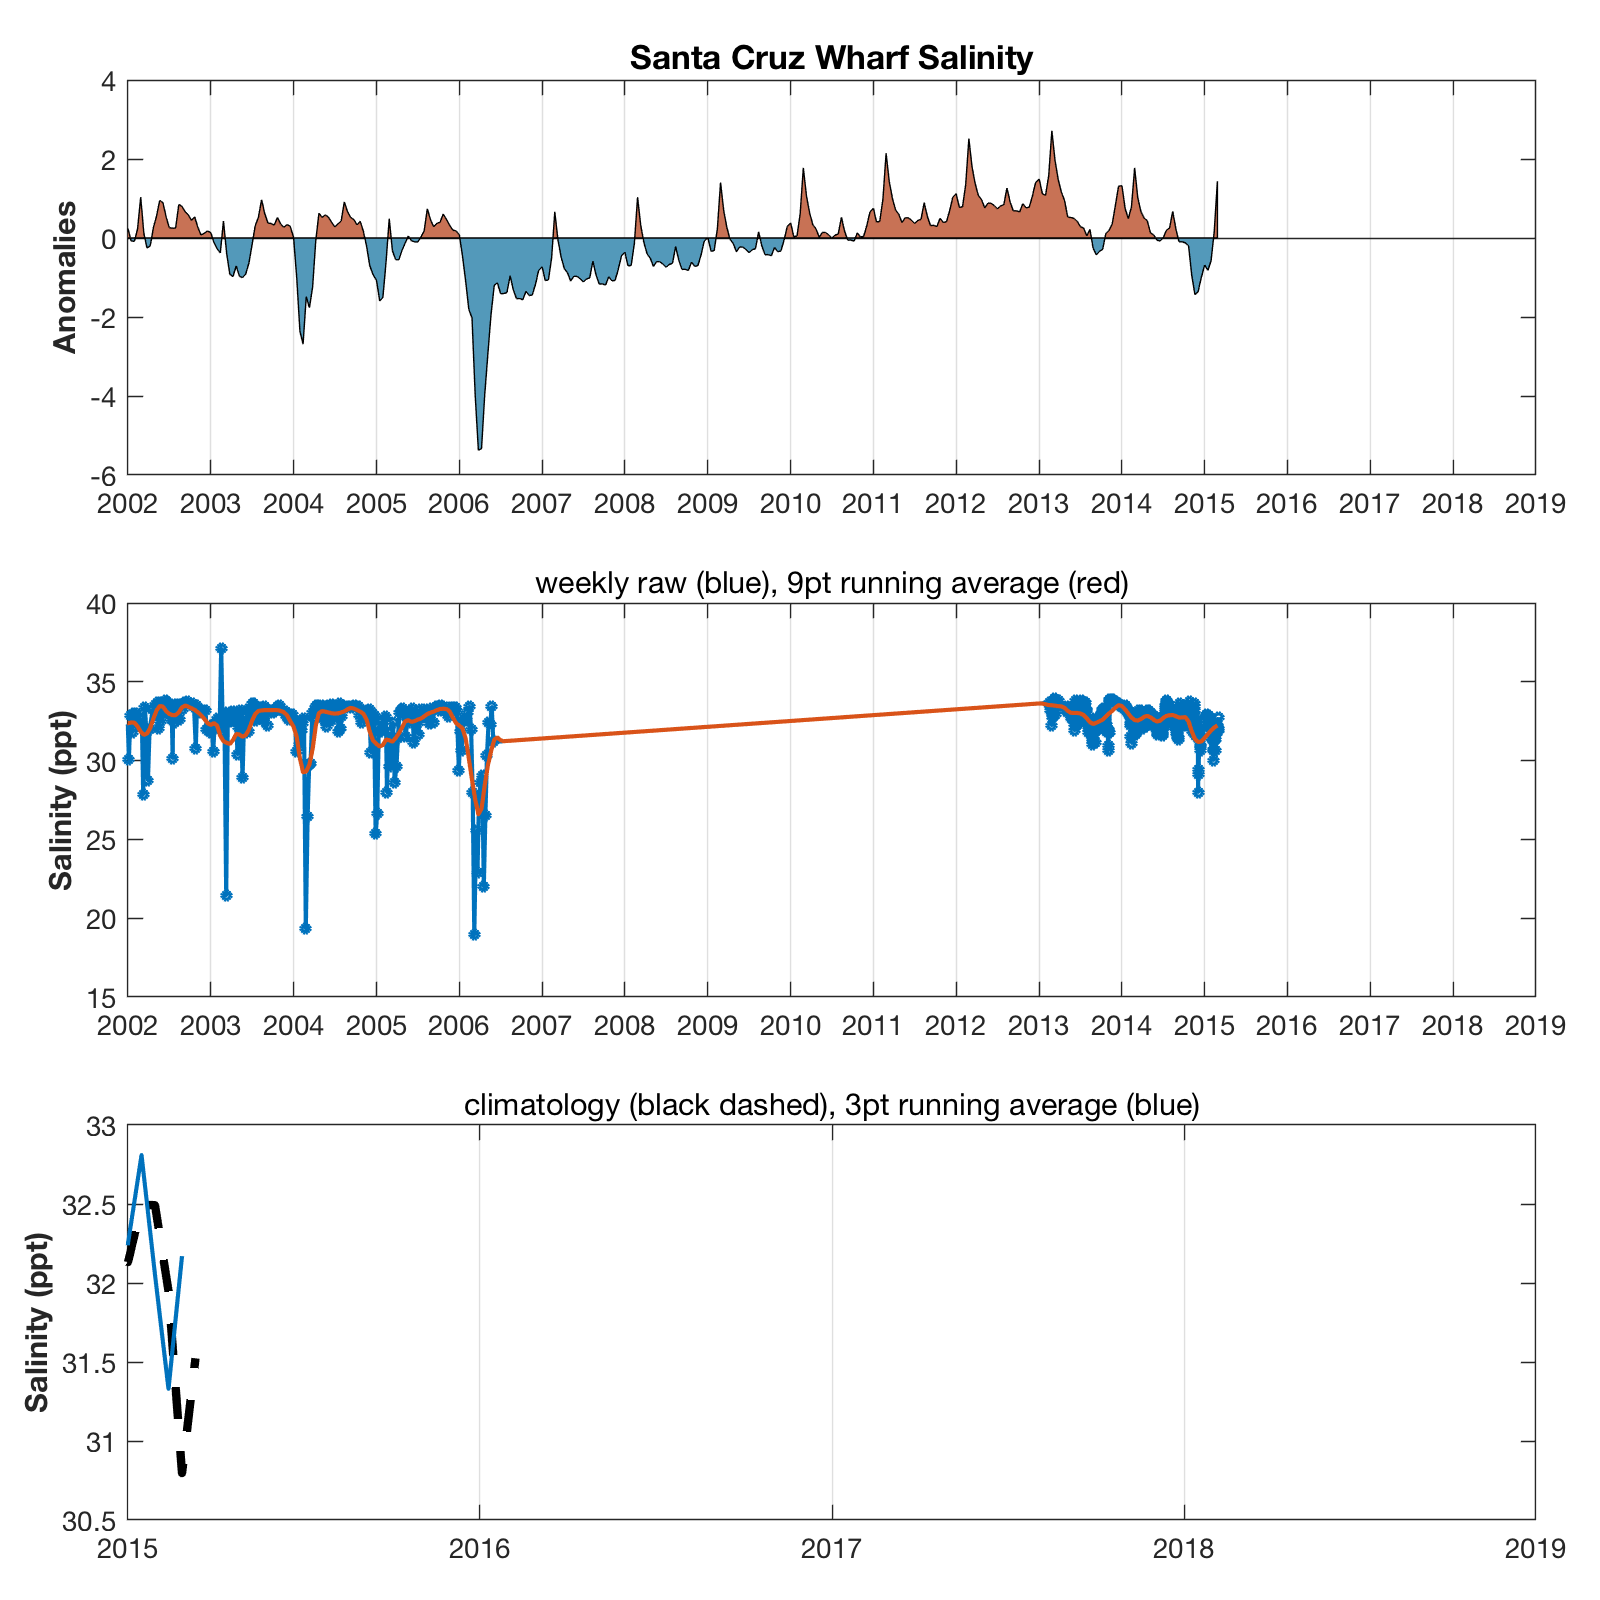 Santa Cruz Wharf Salinity
Anomalies
4
2
0
-2
-4
-6
2002 2003 2004 2005 2006 2007 2008 2009 2010 2011 2012 2013 2014 2015 2016 2017 2018 2019
weekly raw (blue), 9pt running average (red)
Salinity (ppt)
40
35
30
25
20
15
2002 2003 2004 2005 2006 2007 2008 2009 2010 2011 2012 2013 2014 2015 2016 2017 2018 2019
climatology (black dashed), 3pt running average (blue)
Salinity (ppt)
33
32.5
32
31.5
31
30.5
2015 2016 2017 2018 2019